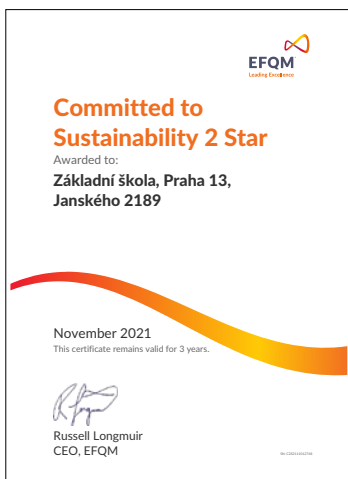 EFQM
Leading Excellence
Committed to
Sustainability 2 Star
Awarded to:
Základní škola, Praha 13,
Janského 2189
November 2021
This certificate remains valid for 3 years.
Russell Longmuir
CEO, EFQM